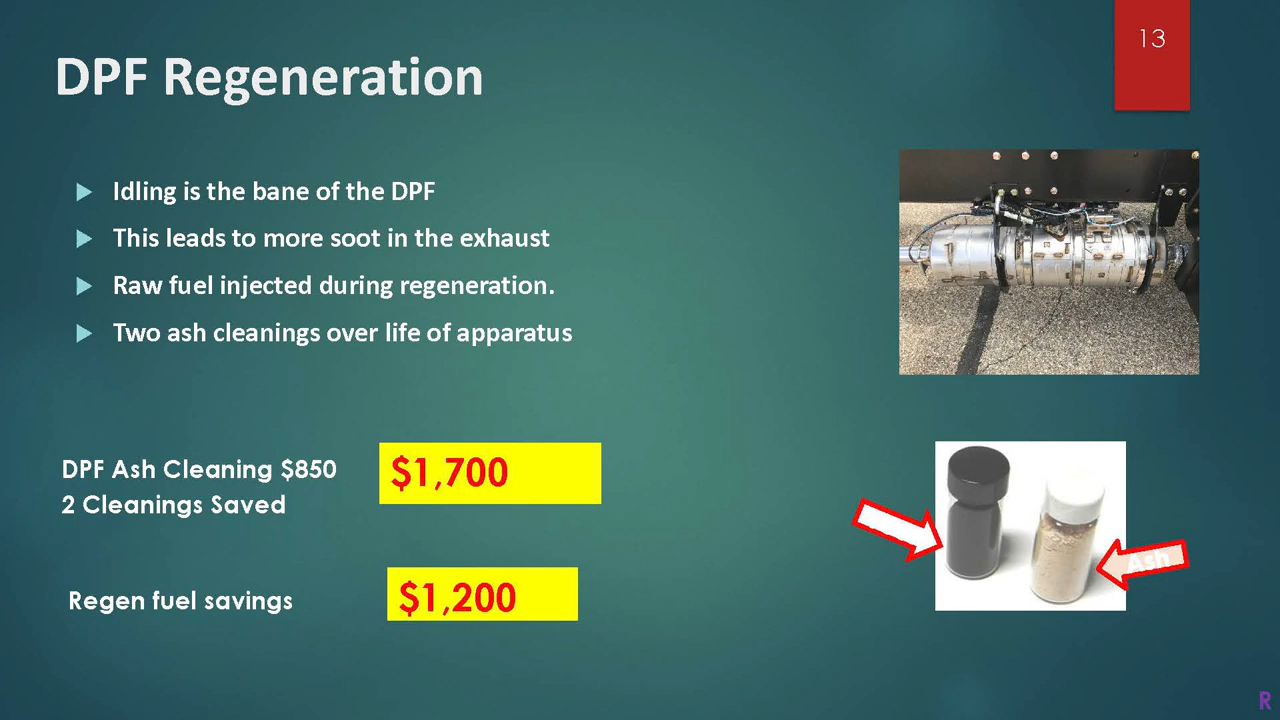 13
DPF Regeneration
Idling is the bane of the DPF
This leads to more soot in the exhaust
Raw fuel injected during regeneration.
Two ash cleanings over life of apparatus
DPF Ash Cleaning $850
2 Cleanings Saved
$1,700
Regen fuel savings
$1,200
Ash
R